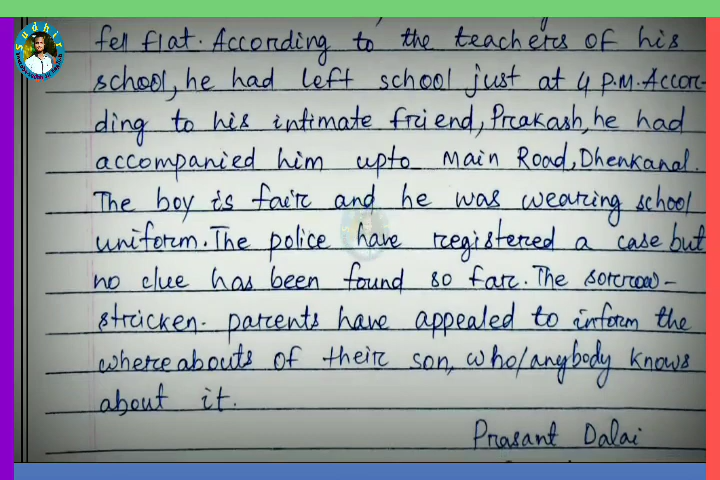 Sudhir
fell flat. According to the teachers of his
school, he had left school just at 4 P.M. Accor-
ding to his intimate friend, Prakash, he had
accompanied him upto Main Road, Dhenkanal.
The boy is fair and he was wearing school
uniform. The police have registered a case but
no clue has been found so far. The sorrow-
stricken. parents have appealed to inform the
whereabouts of their son, who/anybody knows
about it.
Prasant Dalai